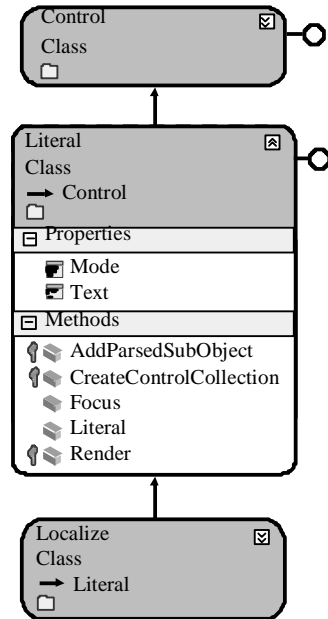 Control
Class
Literal
Class
Control
Properties
Mode
Text
Methods
AddParsedSubObject
CreateControlCollection
Focus
Literal
Render
Localize
Class
Literal